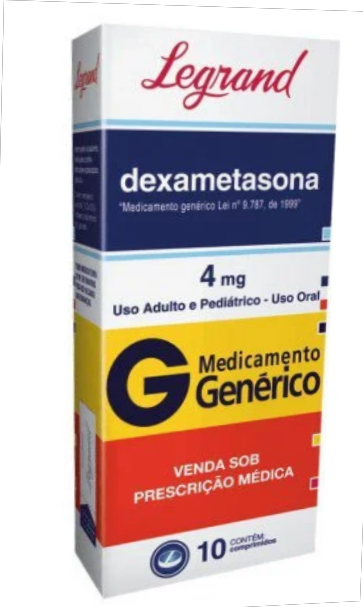 Legrand
dexametasona
"Medicamento genérico Lei nº 9.787, de 1999"
4 mg
Uso Adulto e Pediátrico - Uso Oral
G Medicamento
Genérico
VENDA SOB
PRESCRIÇÃO MÉDICA
10 CONTÉM
comprimidos
Legrand